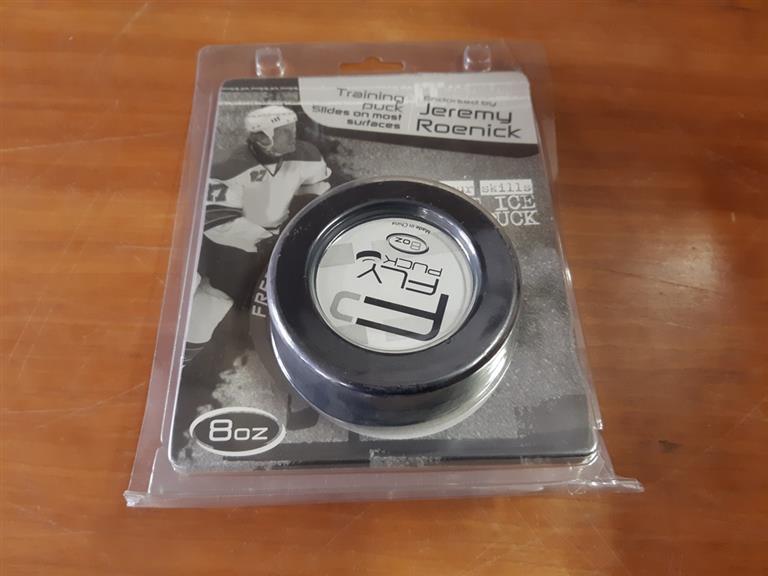 Training
puck
Slides on most
surfaces
Endorsed by
Jeremy
Roenick
skills
ICE
17
Made in China
8oz
FLY
PUCK
8oz